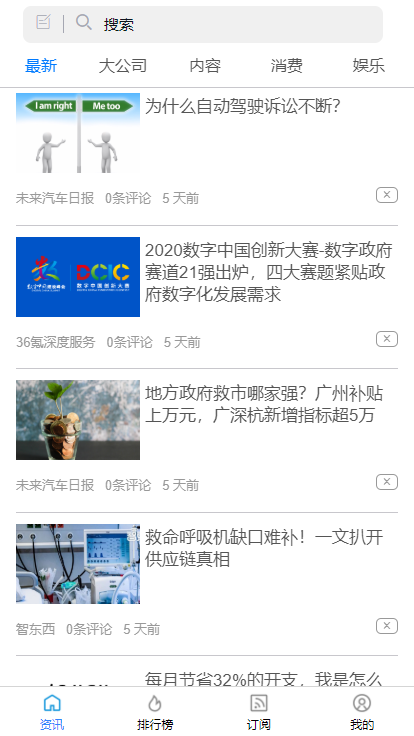 搜索
最新 大公司 内容 消费 娱乐
I am right Me too
为什么自动驾驶诉讼不断?
未来汽车日报 0条评论 5 天前
2020数字中国创新大赛-数字政府
赛道21强出炉，四大赛题紧贴政
府数字化发展需求
DCIC
数字中国创新大赛
36氪深度服务 0条评论 5 天前
地方政府救市哪家强？广州补贴
上万元，广深杭新增指标超5万
未来汽车日报 0条评论 5 天前
救命呼吸机缺口难补！一文扒开
供应链真相
智东西 0条评论 5 天前
每月节省32%的开支，我是怎么
资讯 排行榜 订阅 我的